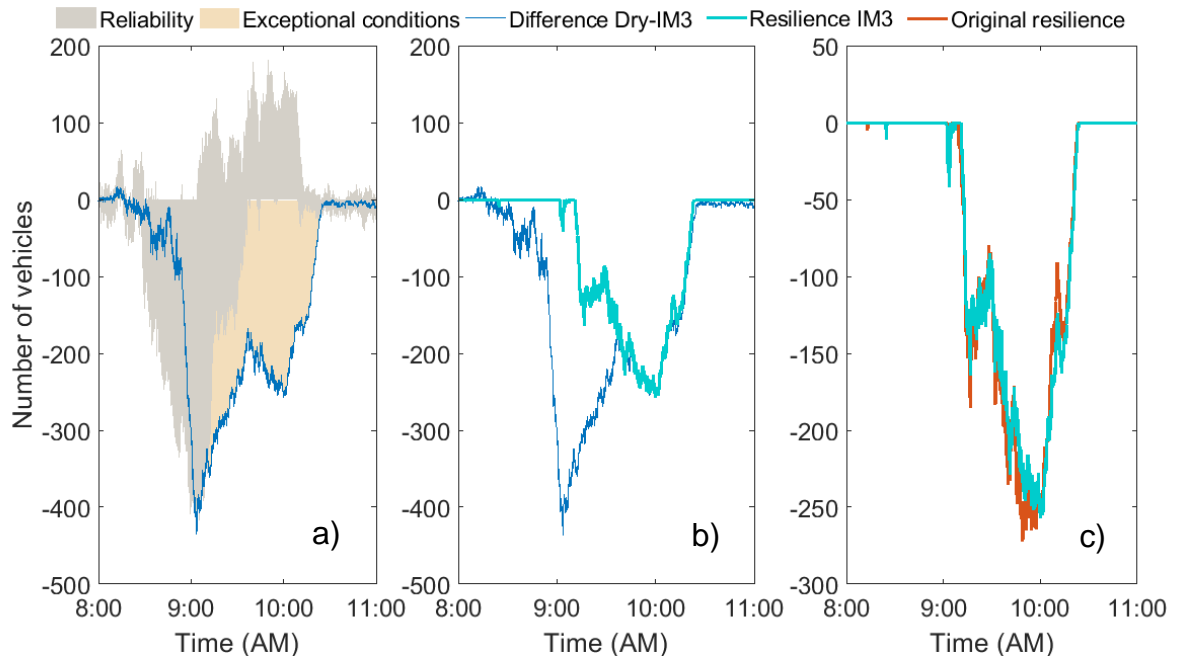 Reliability Exceptional conditions Difference Dry-IM3 Resilience IM3 Original resilience
200
100
0
-100
-200
-300
-400
-500
8:00 9:00 10:00 11:00
Time (AM)
Number of vehicles
a)
200
100
0
-100
-200
-300
-400
-500
8:00 9:00 10:00 11:00
Time (AM)
b)
50
0
-50
-100
-150
-200
-250
-300
8:00 9:00 10:00 11:00
Time (AM)
c)